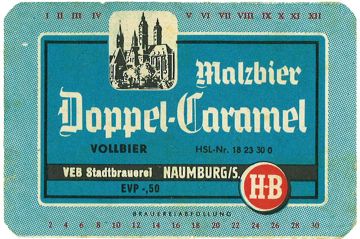 I II III IV V VI VII VIII IX X XI XII
Malzbier
Doppel-Caramel
VOLLBIER HSL-Nr. 18 23 30 0
VEB Stadtbrauerei NAUMBURG/S.
EVP -,50
HB
BRAUEREIABFÜLLUNG
2 4 6 8 10 12 14 16 18 20 22 24 26 28 30